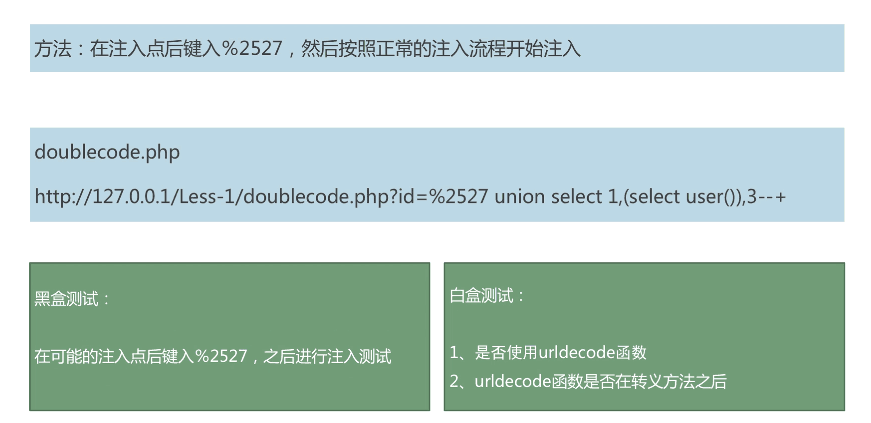 方法：在注入点后键入%2527，然后按照正常的注入流程开始注入
doublecode.php
http://127.0.0.1/Less-1/doublecode.php?id=%2527 union select 1,(select user()),3--+
黑盒测试：
在可能的注入点后键入%2527，之后进行注入测试
白盒测试：
1、是否使用urldecode函数
2、urldecode函数是否在转义方法之后